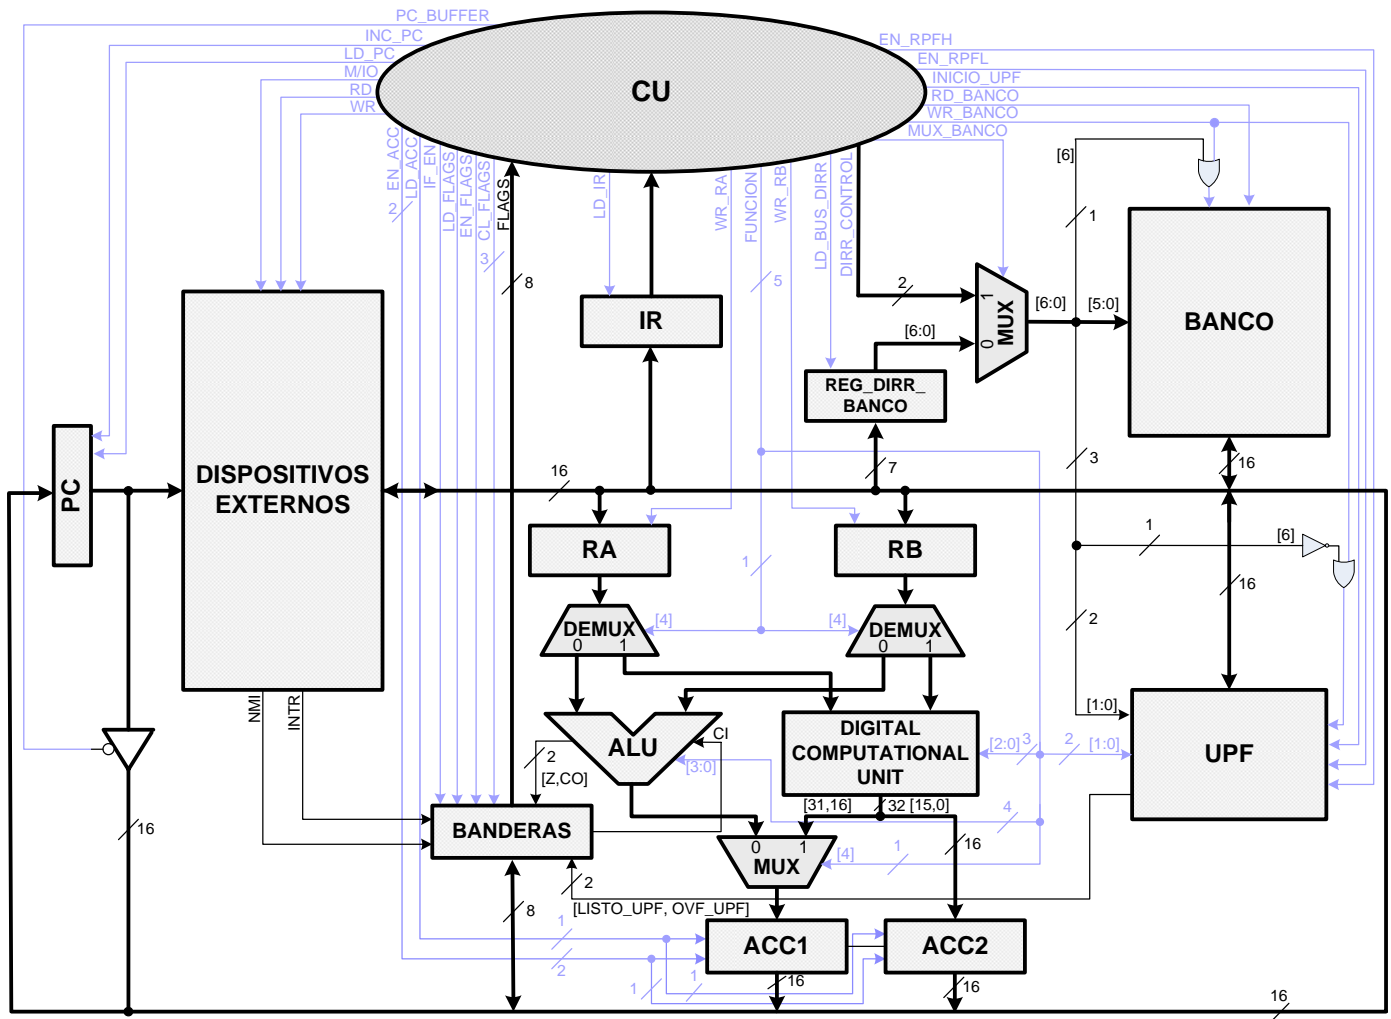 PC_BUFFER
INC_PC
LD_PC
M/IO
RD
WR
CU
EN_RPFH
EN_RPFL
INICIO_UPF
RD_BANCO
WR_BANCO
MUX_BANCO
EN_ACC
LD_ACC
IF_EN
LD_FLAGS
EN_FLAGS
CL_FLAGS
FLAGS
LD_IR
WR_RA
FUNCION
WR_RB
LD_BUS_DIRR
DIRR_CONTROL
[6]
2
3
8
5
2
1
IR
[6:0]
1
0
MUX
[6:0]
[5:0]
BANCO
REG_DIRR_
BANCO
PC
DISPOSITIVOS
EXTERNOS
16
7
3
16
RA
RB
1
1
[6]
16
DEMUX
0 1
[4]
[4]
DEMUX
0 1
2
NMI
INTR
ALU
CI
2
[Z,CO]
[3:0]
DIGITAL
COMPUTATIONAL
UNIT
[2:0]
3
2
[1:0]
[1:0]
UPF
16
BANDERAS
[31,16]
32
[15,0]
4
0 1
MUX
[4]
1
16
2
[LISTO_UPF, OVF_UPF]
8
1
2
ACC1
ACC2
1
1
16
16
16